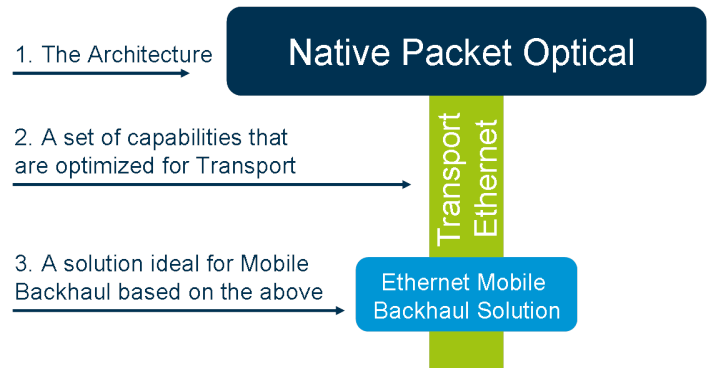 1. The Architecture
Native Packet Optical
2. A set of capabilities that
are optimized for Transport
Transport
Ethernet
3. A solution ideal for Mobile
Backhaul based on the above
Ethernet Mobile
Backhaul Solution